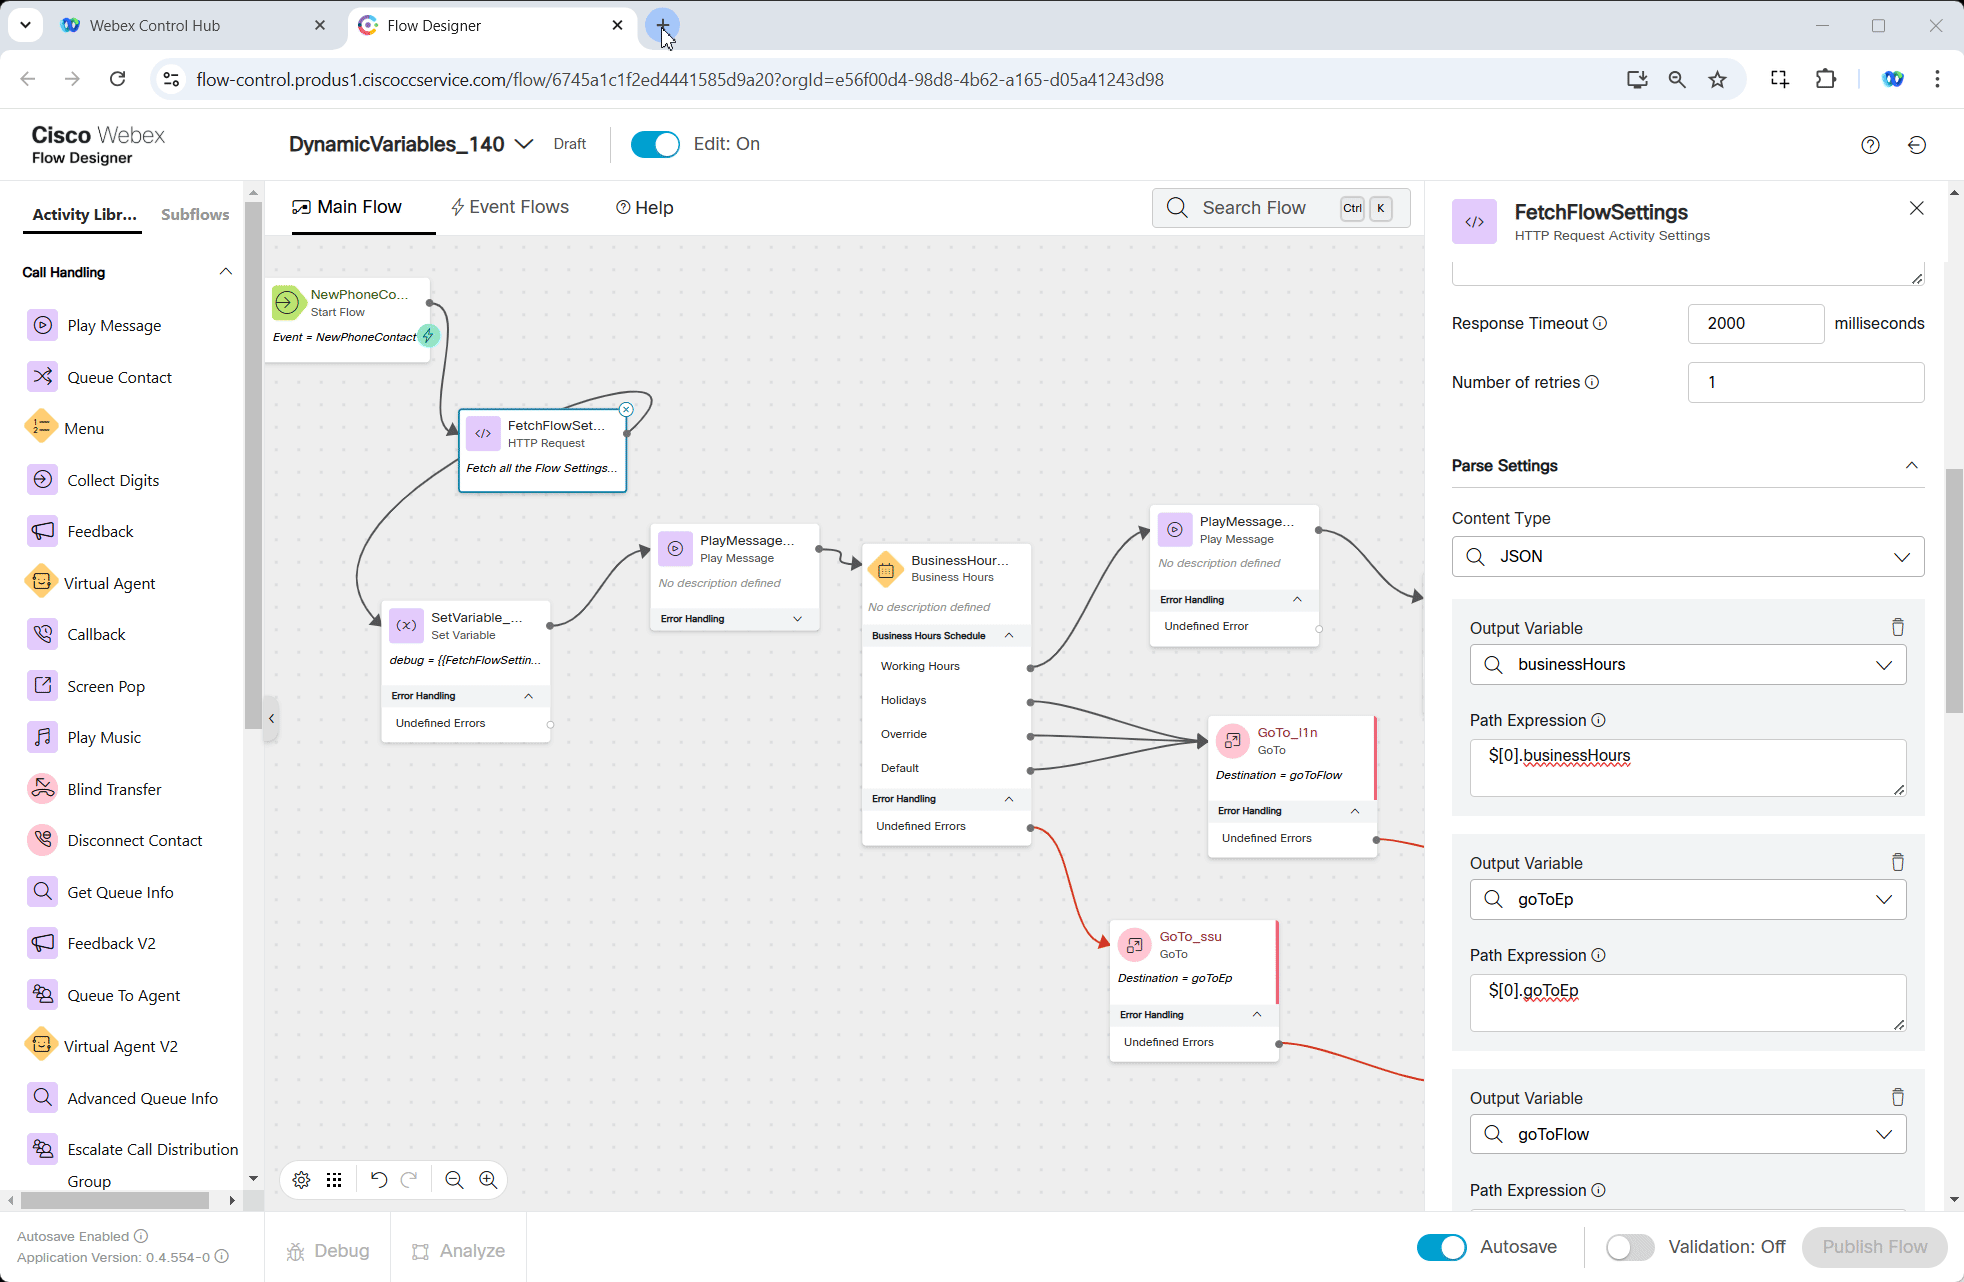 Webex Control Hub
Flow Designer
flow-control.produs1.ciscoccservice.com/flow/6745a1c1f2ed4441585d9a20?orgId=e56f00d4-98d8-4b62-a165-d05a41243d98
Cisco Webex
Flow Designer
DynamicVariables_140
Draft
Edit: On
Activity Libr...
Subflows
Call Handling
Play Message
Queue Contact
Menu
Collect Digits
Feedback
Virtual Agent
Callback
Screen Pop
Play Music
Blind Transfer
Disconnect Contact
Get Queue Info
Feedback V2
Queue To Agent
Virtual Agent V2
Advanced Queue Info
Escalate Call Distribution
Group
Main Flow
Event Flows
Help
Search Flow
Ctrl
K
NewPhoneCo...
Start Flow
Event = NewPhoneContact
FetchFlowSet...
HTTP Request
Fetch all the Flow Settings...
SetVariable_...
Set Variable
debug = {{FetchFlowSettin...
Error Handling
Undefined Errors
PlayMessage...
Play Message
No description defined
Error Handling
BusinessHour...
Business Hours
No description defined
Business Hours Schedule
Working Hours
Holidays
Override
Default
Error Handling
Undefined Errors
PlayMessage...
Play Message
No description defined
Error Handling
Undefined Error
GoTo_l1n
GoTo
Destination = goToFlow
Error Handling
Undefined Errors
GoTo_ssu
GoTo
Destination = goToEp
Error Handling
Undefined Errors
FetchFlowSettings
HTTP Request Activity Settings
Response Timeout
2000
milliseconds
Number of retries
1
Parse Settings
Content Type
JSON
Output Variable
businessHours
Path Expression
$[0].businessHours
Output Variable
goToEp
Path Expression
$[0].goToEp
Output Variable
goToFlow
Path Expression
Autosave Enabled
Application Version: 0.4.554-0
Debug
Analyze
Autosave
Validation: Off
Publish Flow